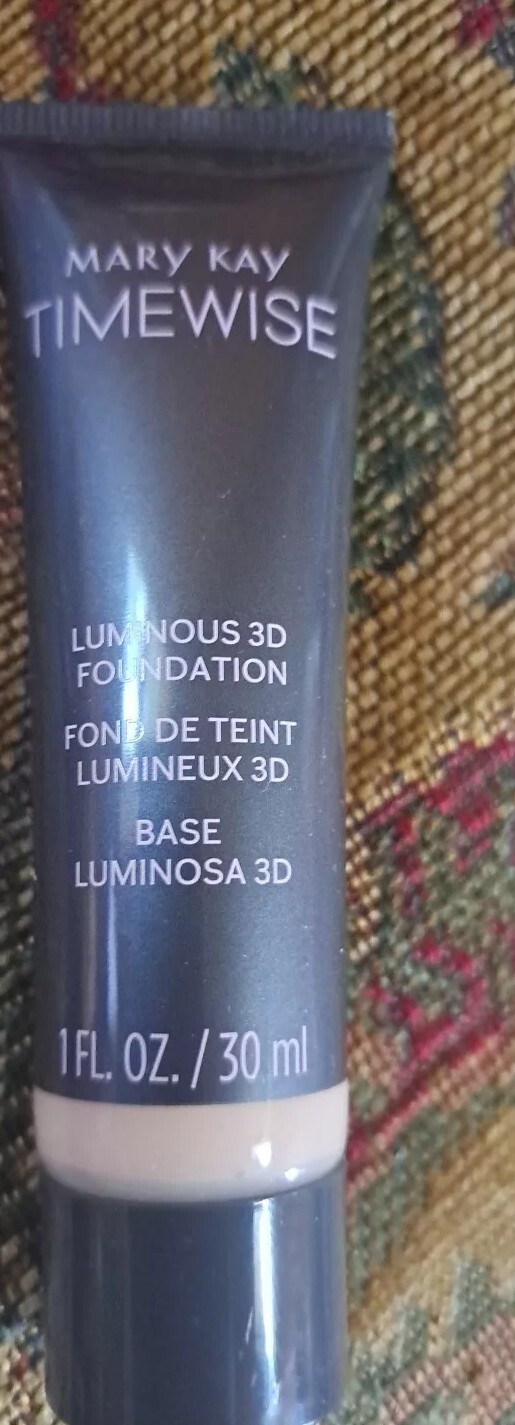 MARY KAY
TIMEWISE
LUMINOUS 3D
FOUNDATION
FOND DE TEINT
LUMINEUX 3D
BASE
LUMINOSA 3D
1 FL. OZ. / 30 ml